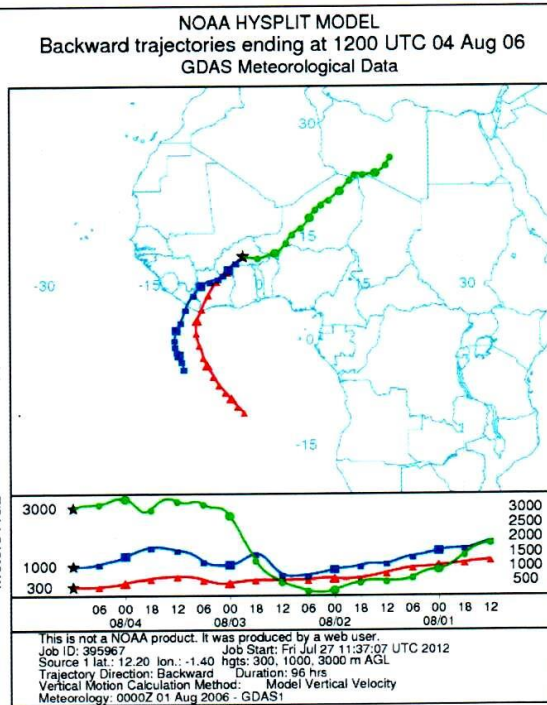 NOAA HYSPLIT MODEL
Backward trajectories ending at 1200 UTC 04 Aug 06
GDAS Meteorological Data
30
15
-30
-15
0
15
30
0
-15
3000
1000
300
3000
2500
2000
1500
1000
500
06 00 18 12 06 00 18 12 06 00 18 12 06 00 18 12
08/04 08/03 08/02 08/01
This is not a NOAA product. It was produced by a web user.
Job ID: 395967 Job Start: Fri Jul 27 11:37:07 UTC 2012
Source 1 lat.: 12.20 lon.: -1.40 hgts: 300, 1000, 3000 m AGL
Trajectory Direction: Backward Duration: 96 hrs
Vertical Motion Calculation Method: Model Vertical Velocity
Meteorology: 0000Z 01 Aug 2006 - GDAS1